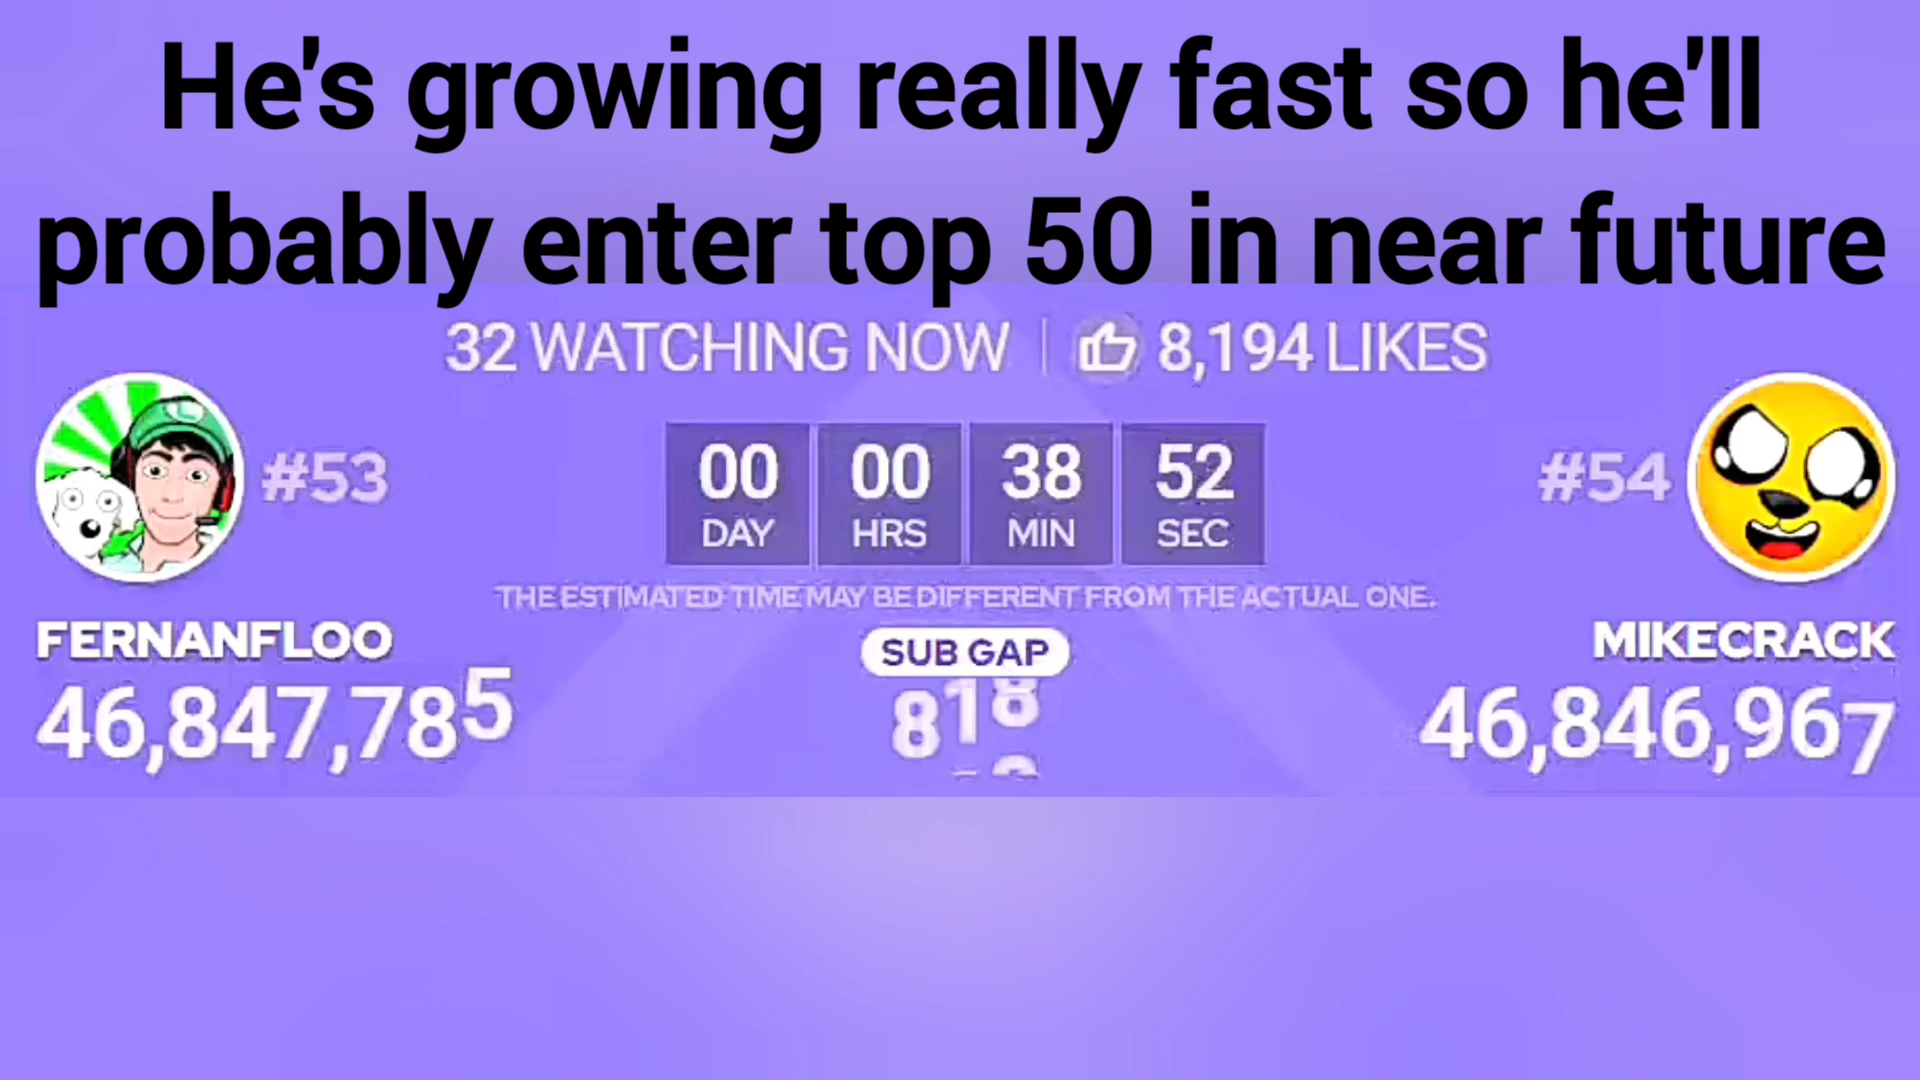 He's growing really fast so he'll
probably enter top 50 in near future
32 WATCHING NOW | 8,194 LIKES
#53
00 00 38 52
DAY HRS MIN SEC
#54
THE ESTIMATED TIME MAY BE DIFFERENT FROM THE ACTUAL ONE.
FERNANFLOO
SUB GAP
MIKECRACK
46,847,785
818
46,846,967